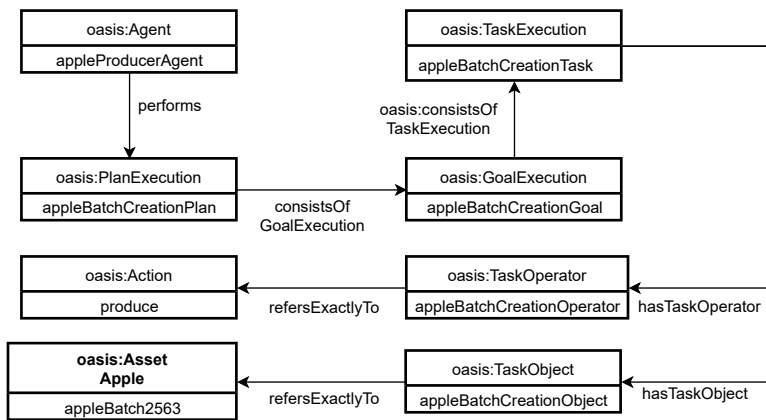 oasis:Agent
appleProducerAgent
oasis:TaskExecution
appleBatchCreationTask
performs
oasis:consistsOf
TaskExecution
oasis:PlanExecution
appleBatchCreationPlan
consistsOf
GoalExecution
oasis:GoalExecution
appleBatchCreationGoal
oasis:Action
produce
refersExactlyTo
oasis:TaskOperator
appleBatchCreationOperator
hasTaskOperator
oasis:Asset
Apple
appleBatch2563
refersExactlyTo
oasis:TaskObject
appleBatchCreationObject
hasTaskObject